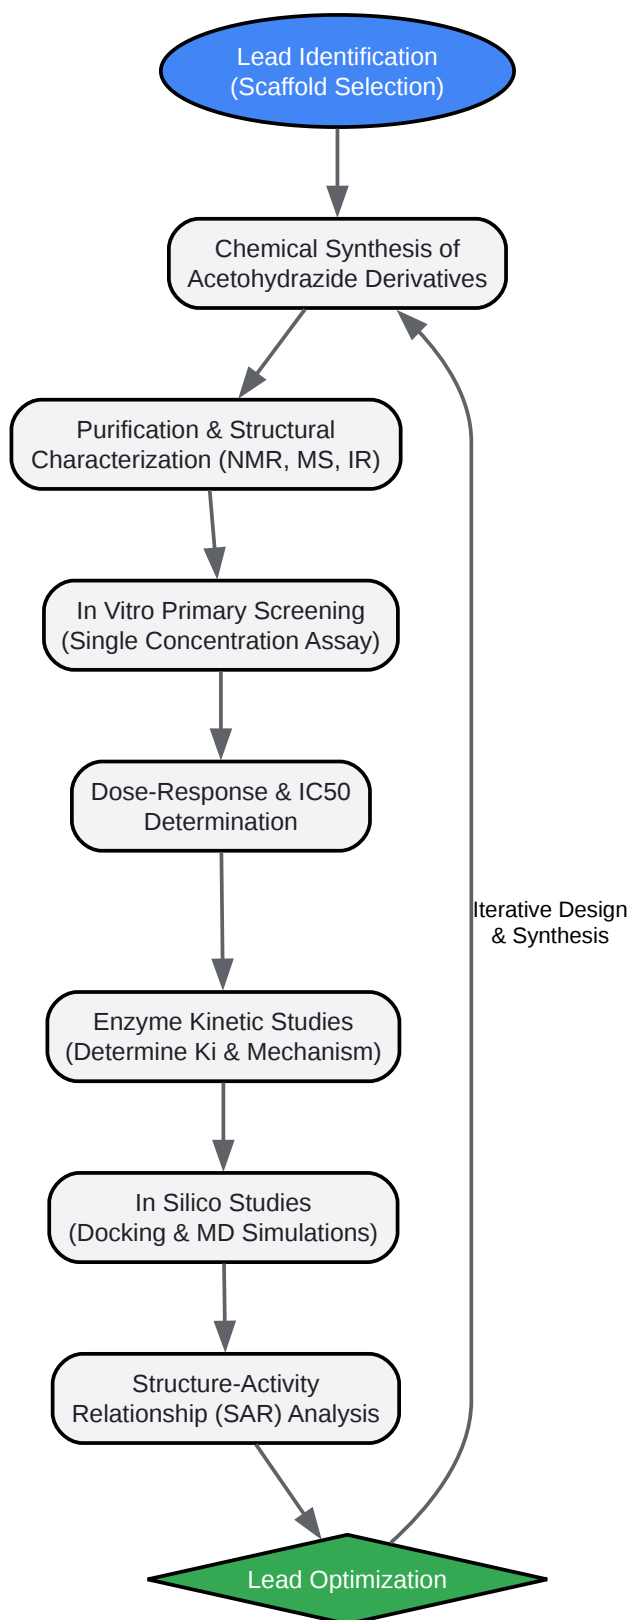 Lead Identification
(Scaffold Selection)
Chemical Synthesis of
Acetohydrazide Derivatives
Purification & Structural
Characterization (NMR, MS, IR)
In Vitro Primary Screening
(Single Concentration Assay)
Dose-Response & IC50
Determination
Iterative Design
& Synthesis
Enzyme Kinetic Studies
(Determine Ki & Mechanism)
In Silico Studies
(Docking & MD Simulations)
Structure-Activity
Relationship (SAR) Analysis
Lead Optimization